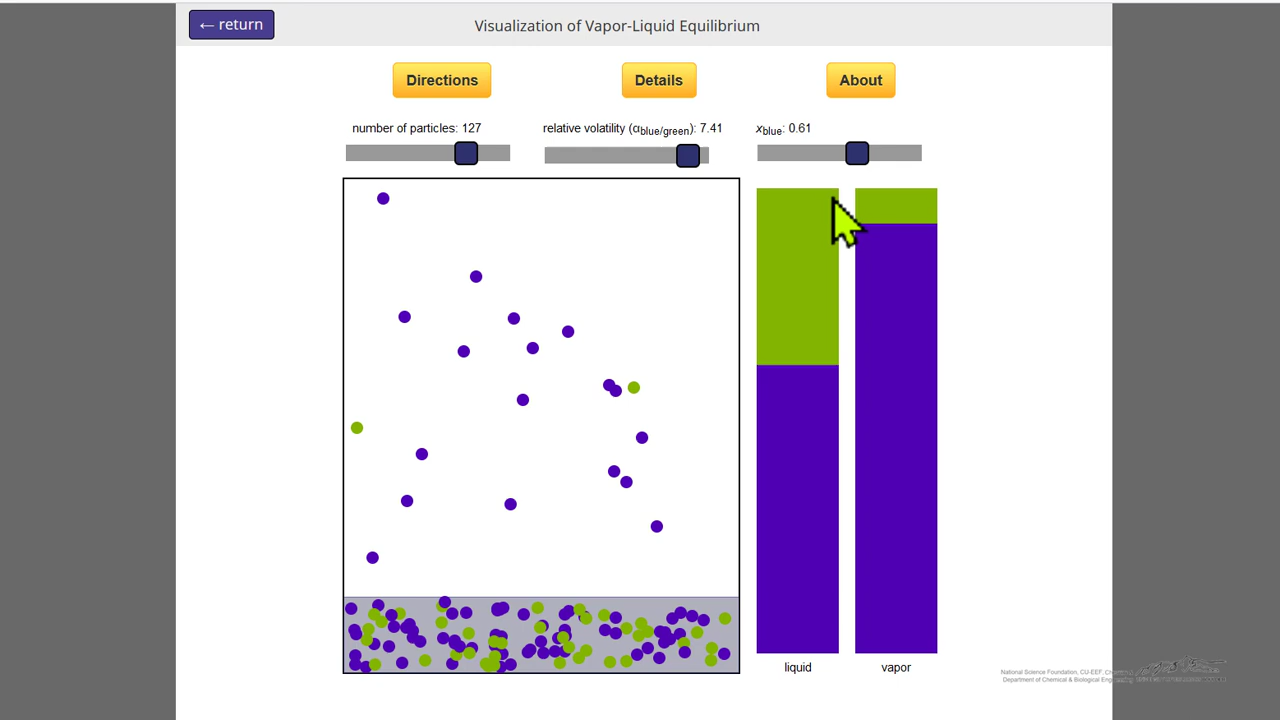 ← return
Visualization of Vapor-Liquid Equilibrium
Directions
Details
About
number of particles: 127
relative volatility (αblue/green): 7.41
xblue: 0.61
liquid
vapor
National Science Foundation, CU-EEF,
Department of Chemical & Biological